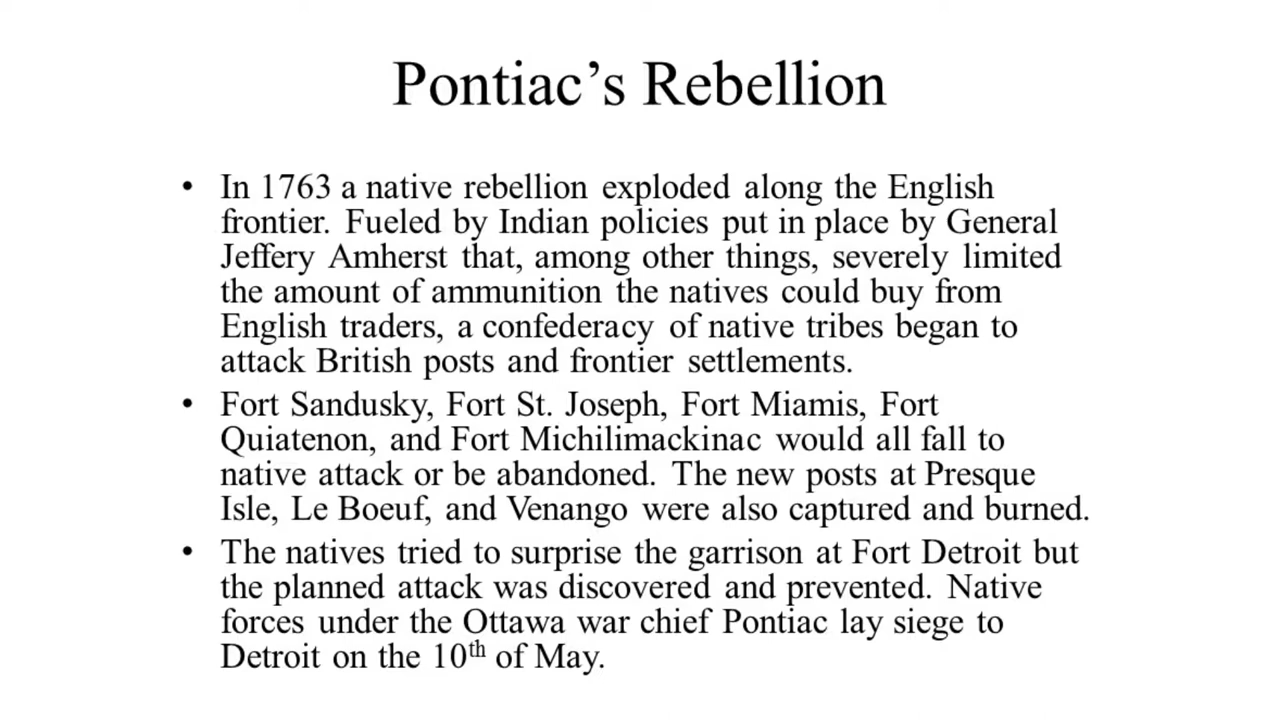 Pontiac’s Rebellion
• In 1763 a native rebellion exploded along the English
frontier. Fueled by Indian policies put in place by General
Jeffery Amherst that, among other things, severely limited
the amount of ammunition the natives could buy from
English traders, a confederacy of native tribes began to
attack British posts and frontier settlements.
• Fort Sandusky, Fort St. Joseph, Fort Miamis, Fort
Quiatenon, and Fort Michilimackinac would all fall to
native attack or be abandoned. The new posts at Presque
Isle, Le Boeuf, and Venango were also captured and burned.
• The natives tried to surprise the garrison at Fort Detroit but
the planned attack was discovered and prevented. Native
forces under the Ottawa war chief Pontiac lay siege to
Detroit on the 10th of May.